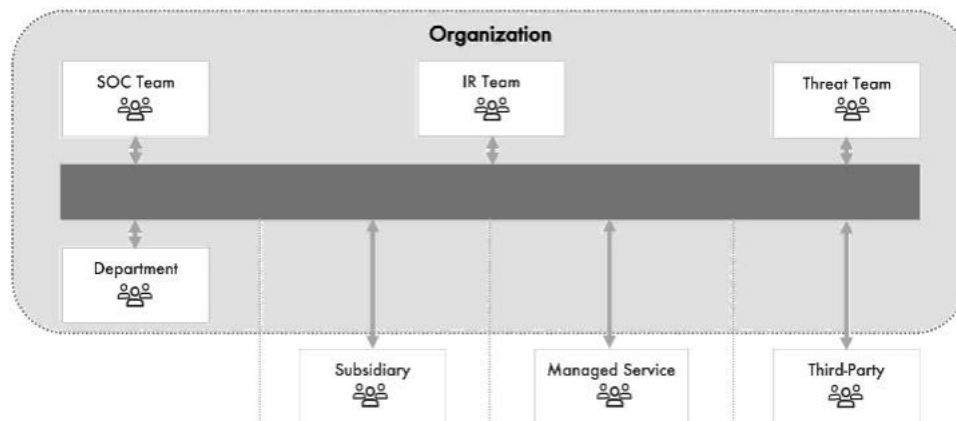 Organization
SOC Team
IR Team
Threat Team
Department
Subsidiary
Managed Service
Third-Party